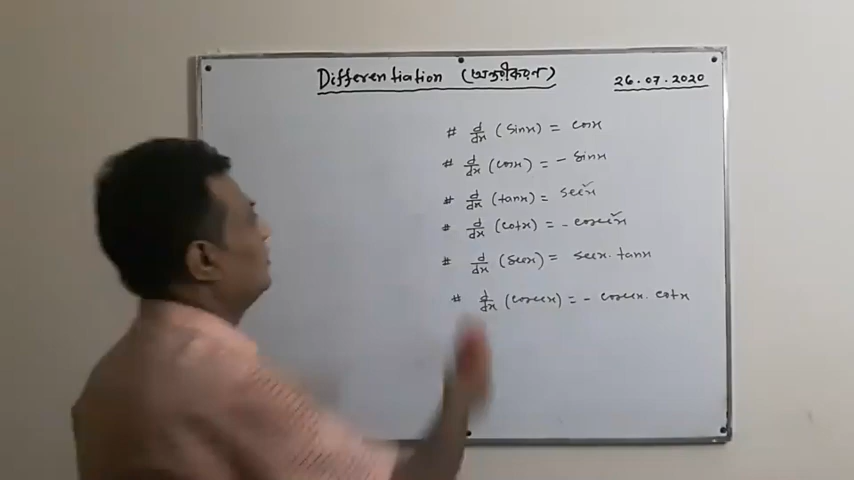 Differentiation (অন্তরীকরণ)
26.07.2020
# d/dx (sinx) = cosx
# d/dx (cosx) = - sinx
# d/dx (tanx) = sec²x
# d/dx (cotx) = - cosec²x
# d/dx (secx) = secx. tanx
# d/dx (cosecx) = - cosecx. cotx